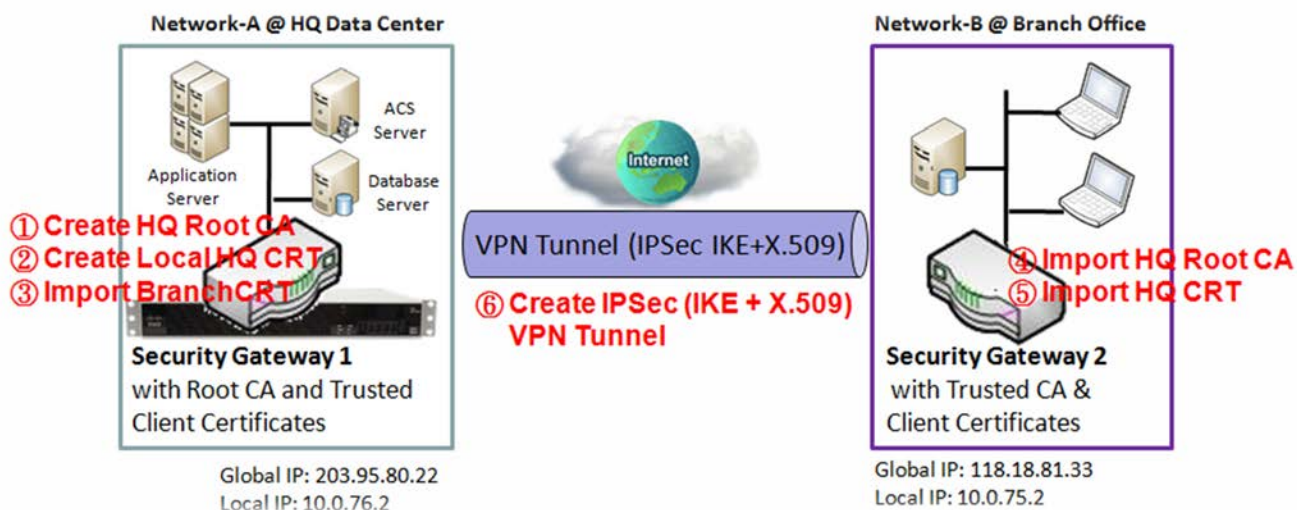 Network-A @ HQ Data Center
Network-B @ Branch Office
ACS
Server
Application
Server
Database
Server
Internet
① Create HQ Root CA
② Create Local HQ CRT
③ Import BranchCRT
VPN Tunnel (IPSec IKE+X.509)
⑥ Create IPSec (IKE + X.509)
VPN Tunnel
④ Import HQ Root CA
⑤ Import HQ CRT
Security Gateway 1
with Root CA and Trusted
Client Certificates
Security Gateway 2
with Trusted CA &
Client Certificates
Global IP: 203.95.80.22
Local IP: 10.0.76.2
Global IP: 118.18.81.33
Local IP: 10.0.75.2